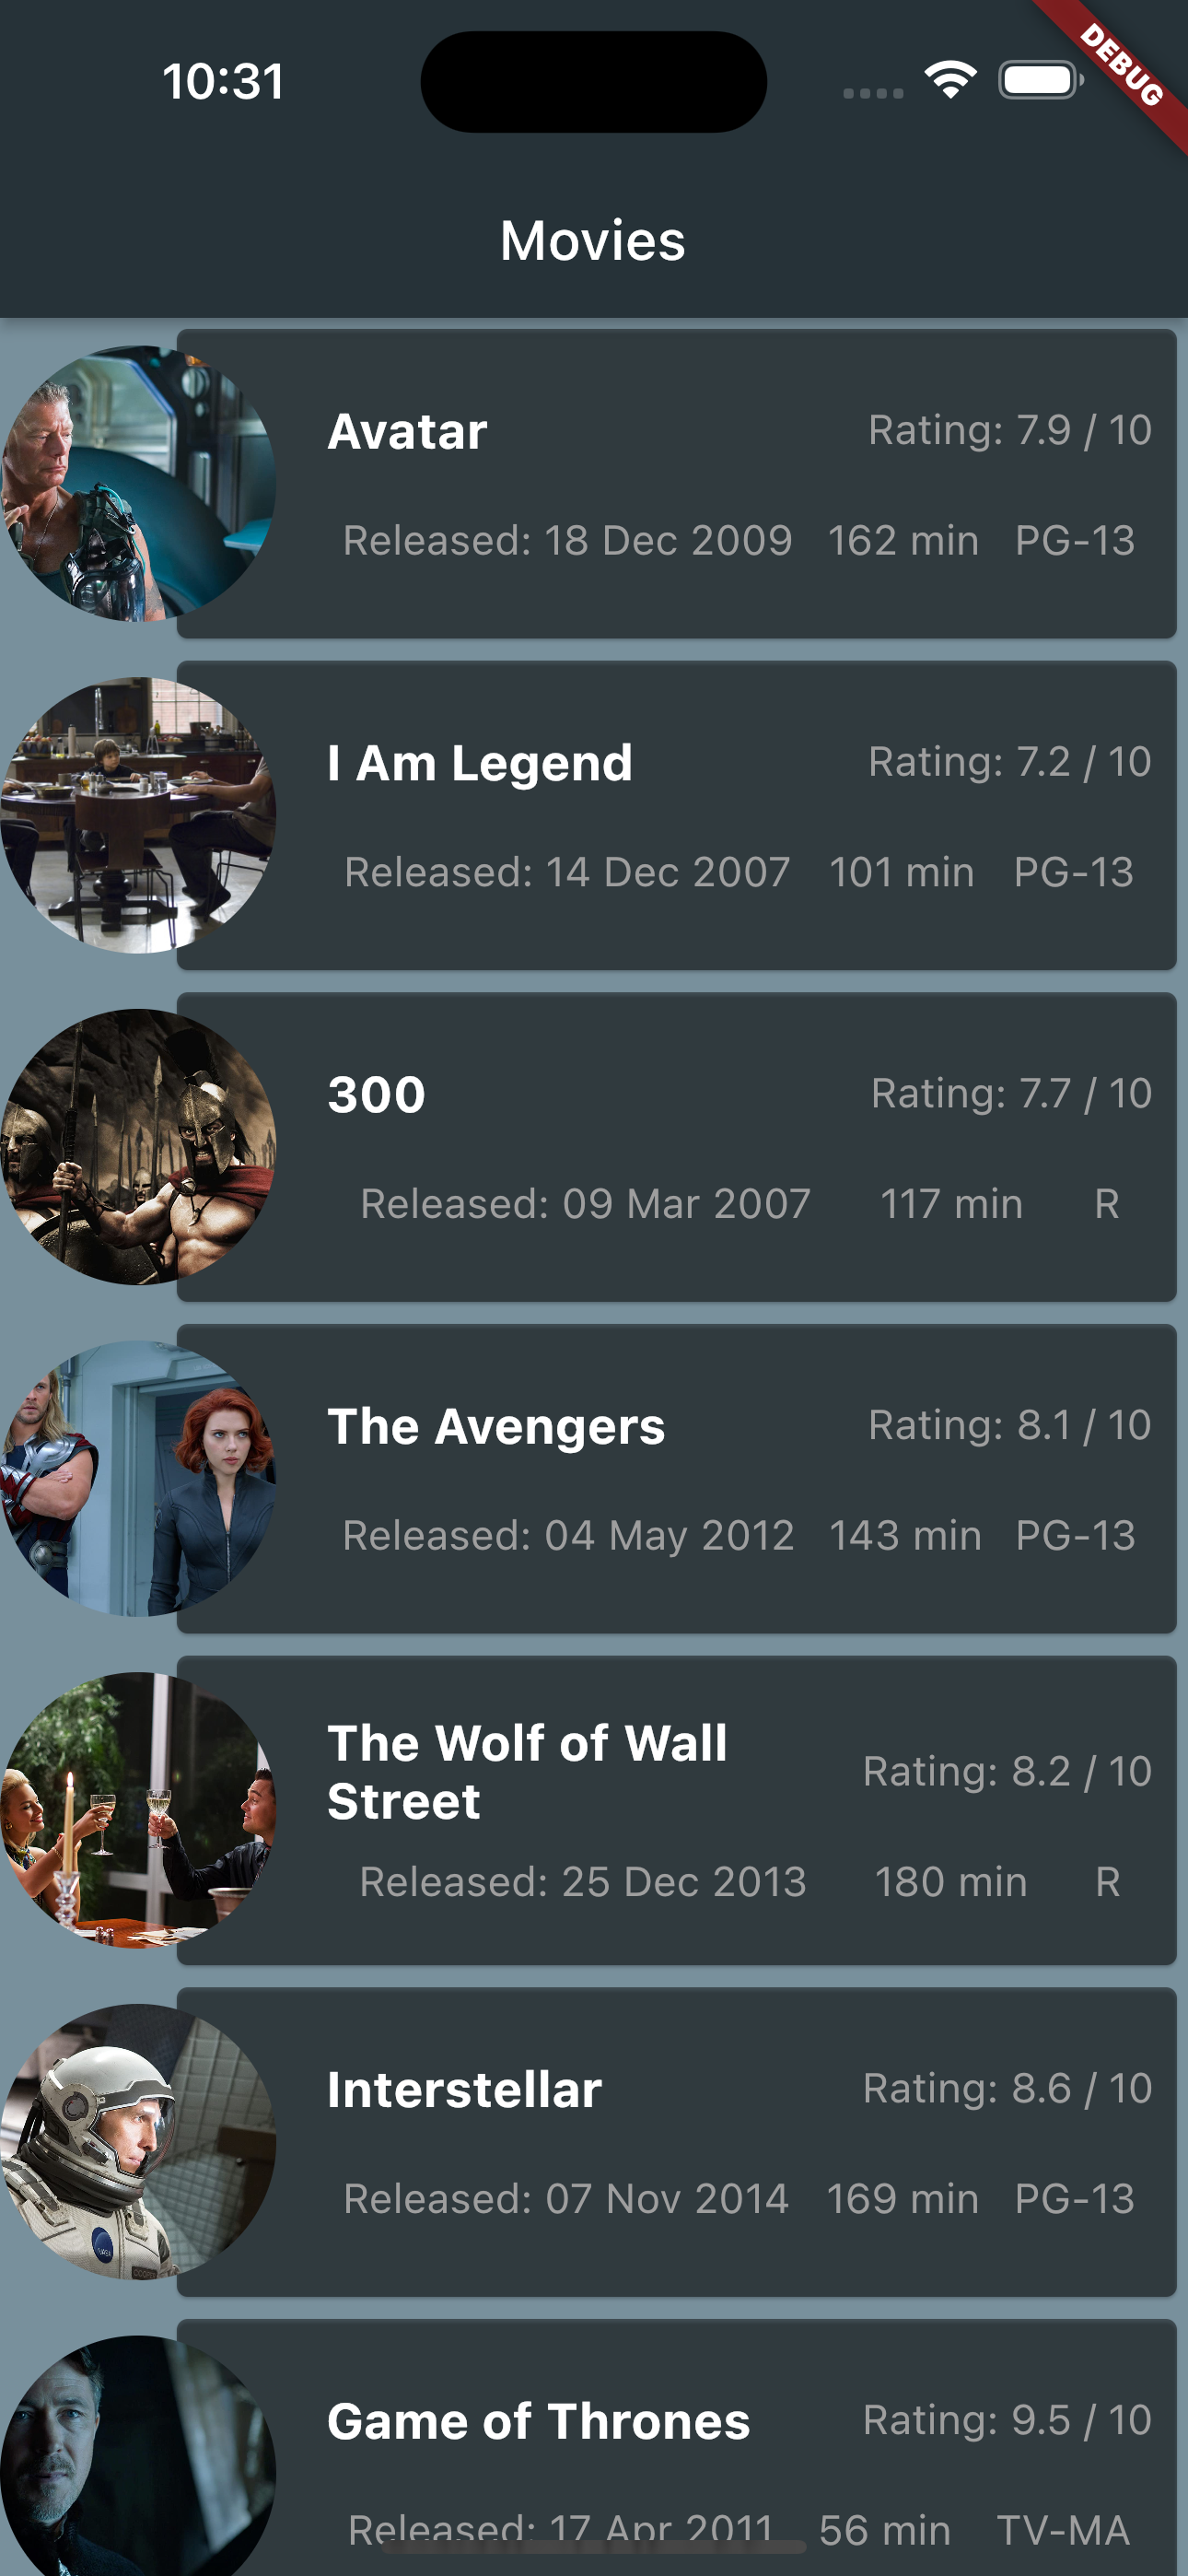 10:31
DEBUG
Movies
Avatar
Rating: 7.9 / 10
Released: 18 Dec 2009 162 min PG-13
I Am Legend
Rating: 7.2 / 10
Released: 14 Dec 2007 101 min PG-13
300
Rating: 7.7 / 10
Released: 09 Mar 2007 117 min R
The Avengers
Rating: 8.1 / 10
Released: 04 May 2012 143 min PG-13
The Wolf of Wall
Street
Rating: 8.2 / 10
Released: 25 Dec 2013 180 min R
Interstellar
Rating: 8.6 / 10
Released: 07 Nov 2014 169 min PG-13
Game of Thrones
Rating: 9.5 / 10
Released: 17 Apr 2011 56 min TV-MA